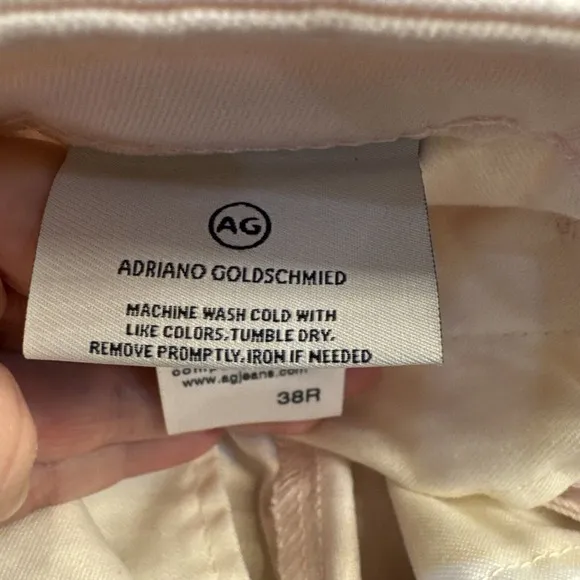 AG
ADRIANO GOLDSCHMIED
MACHINE WASH COLD WITH
LIKE COLORS. TUMBLE DRY.
REMOVE PROMPTLY. IRON IF NEEDED
www.agjeans.com
38R